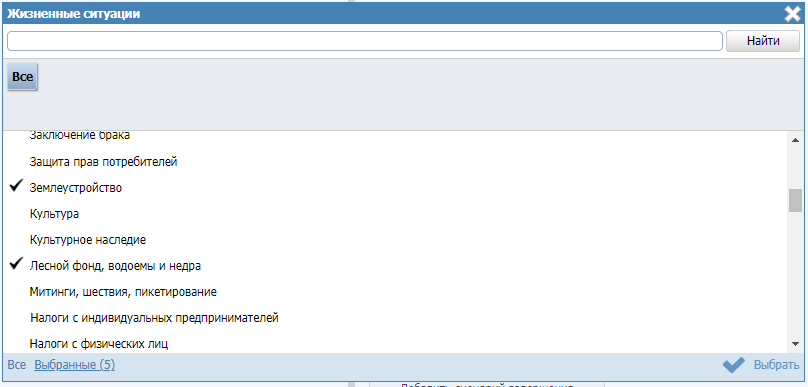 Жизненные ситуации
Найти
Все
Заключение брака
Защита прав потребителей
Землеустройство
Культура
Культурное наследие
Лесной фонд, водоемы и недра
Митинги, шествия, пикетирование
Налоги с индивидуальных предпринимателей
Налоги с физических лиц
Все Выбранные (5) Выбрать